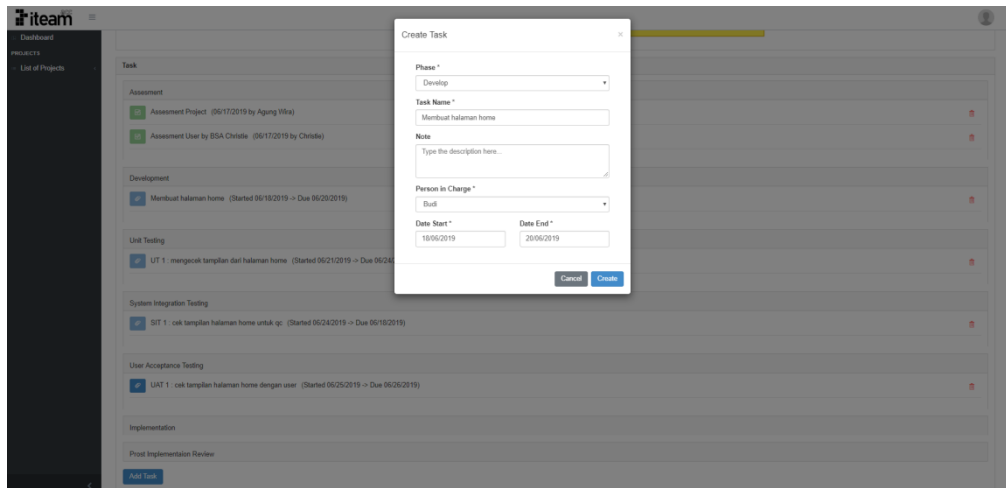 iteam
Dashboard
PROJECTS
List of Projects
Task
Assesment
Assesment Project (06/17/2019 by Agung Wira)
Assesment User by BSA Christie (06/17/2019 by Christie)
Development
Membuat halaman home (Started 06/18/2019 -> Due 06/20/2019)
Unit Testing
UT 1 : mengecek tampilan dari halaman home (Started 06/21/2019 -> Due 06/24/
System Integration Testing
SIT 1 : cek tampilan halaman home untuk qc (Started 06/24/2019 -> Due 06/18/2019)
User Acceptance Testing
UAT 1 : cek tampilan halaman home dengan user (Started 06/25/2019 -> Due 06/26/2019)
Implementation
Prost Implementaion Review
Add Task
Create Task
×
Phase *
Develop
Task Name *
Membuat halaman home
Note
Type the description here...
Person in Charge *
Budi
Date Start * Date End *
18/06/2019 20/06/2019
Cancel Create